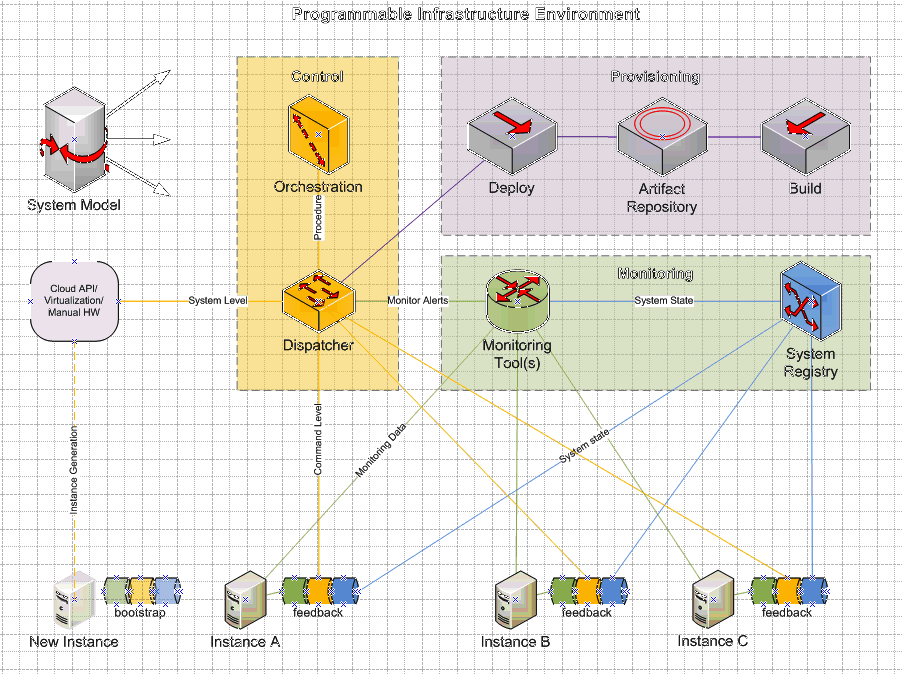 Programmable Infrastructure Environment
Control
Provisioning
Orchestration
Deploy
Artifact
Repository
Build
System Model
Procedure
Monitoring
Cloud API/
Virtualization/
Manual HW
System Level
Dispatcher
Monitor Alerts
Monitoring
Tool(s)
System State
System
Registry
Instance Generation
Command Level
Monitoring Data
System state
bootstrap
feedback
feedback
feedback
New Instance
Instance A
Instance B
Instance C